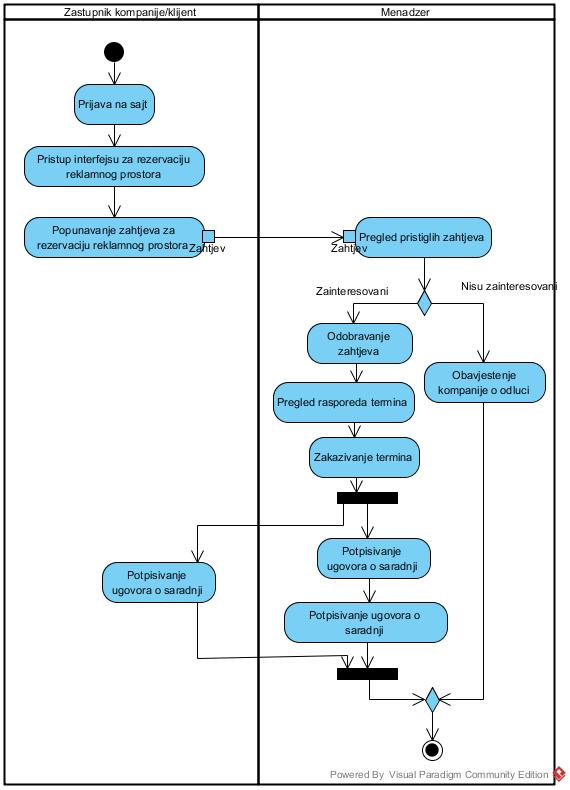 Zastupnik kompanije/klijent
Menadzer
Prijava na sajt
Pristup interfejsu za rezervaciju
reklamnog prostora
Popunavanje zahtjeva za
rezervaciju reklamnog prostora
Zahtjev
Zahtjev
Pregled pristiglih zahtjeva
Zainteresovani
Nisu zainteresovani
Odobravanje
zahtjeva
Obavjestenje
kompanije o odluci
Pregled rasporeda termina
Zakazivanje termina
Potpisivanje
ugovora o saradnji
Potpisivanje
ugovora o saradnji
Potpisivanje ugovora o
saradnji
Powered By Visual Paradigm Community Edition